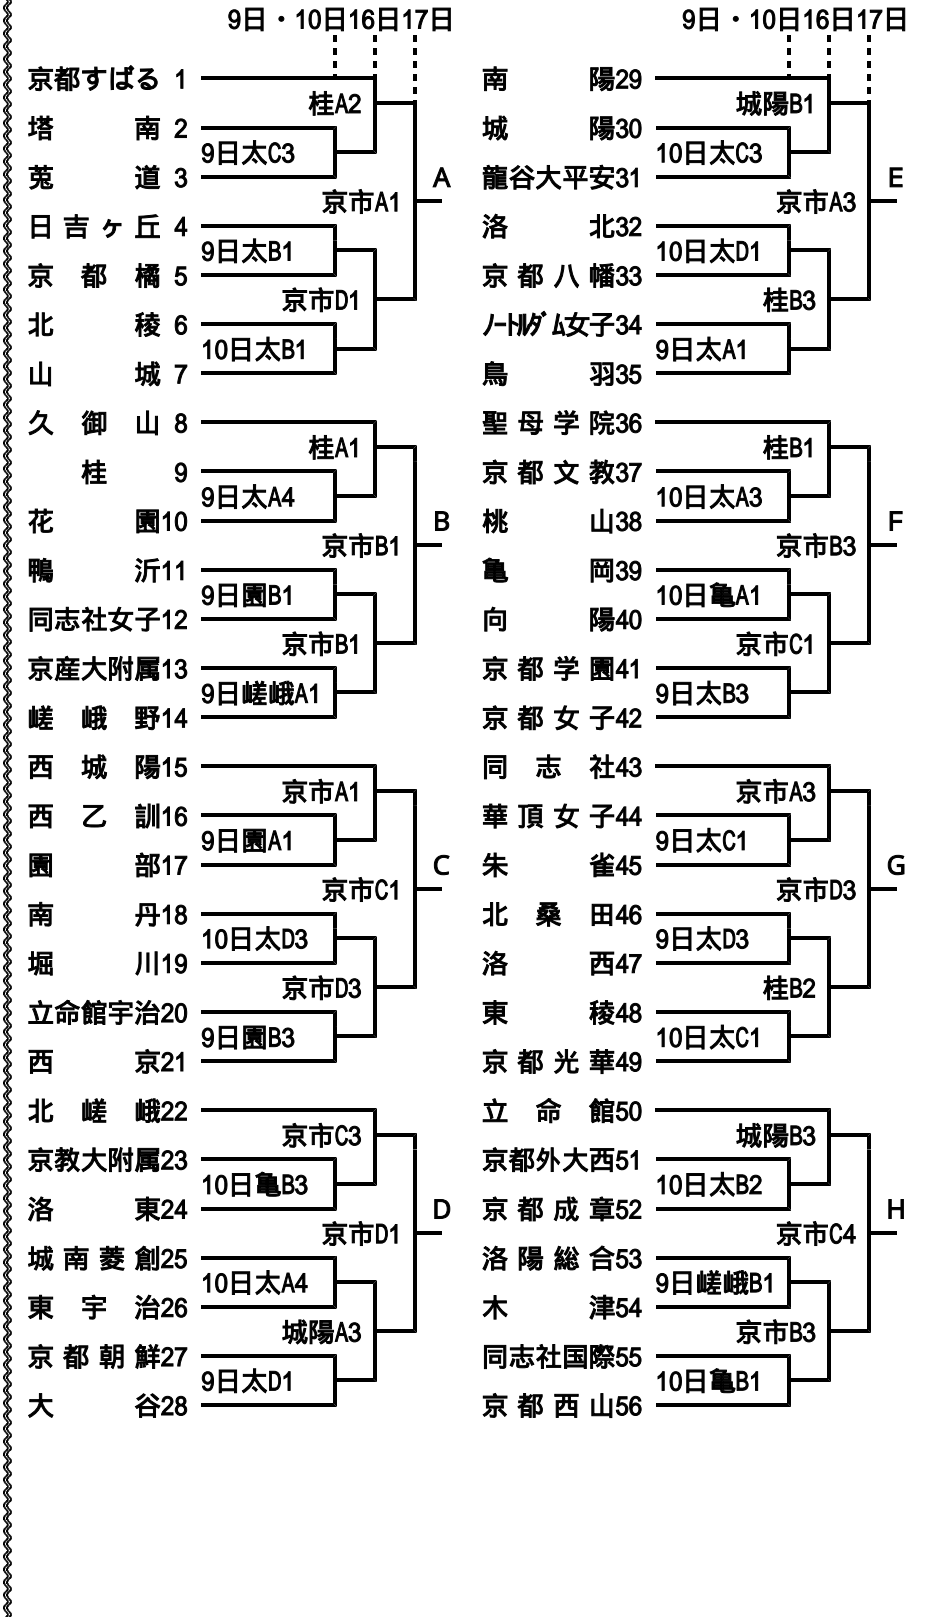 9日・10日16日17日
京都すばる 1
桂A2
塔南 2
9日太C3
莵道 3
A
京市A1
日吉ヶ丘 4
9日太B1
京都橘 5
京市D1
北稜 6
10日太B1
山城 7
久御山 8
桂A1
桂 9
9日太A4
花園10
B
京市B1
鴨沂11
9日園B1
同志社女子12
京市B1
京産大附属13
9日嵯峨A1
嵯峨野14
西城陽15
京市A1
西乙訓16
9日園A1
園部17
C
京市C1
南丹18
10日太D3
堀川19
京市D3
立命館宇治20
9日園B3
西京21
北嵯峨22
京市C3
京教大附属23
10日亀B3
洛東24
D
京市D1
城南菱創25
10日太A4
東宇治26
城陽A3
京都朝鮮27
9日太D1
大谷28
9日・10日16日17日
南陽29
城陽B1
城陽30
10日太C3
龍谷大平安31
E
京市A3
洛北32
10日太D1
京都八幡33
桂B3
ノートルダム女子34
9日太A1
鳥羽35
聖母学院36
桂B1
京都文教37
10日太A3
桃山38
F
京市B3
亀岡39
10日亀A1
向陽40
京市C1
京都学園41
9日太B3
京都女子42
同志社43
京市A3
華頂女子44
9日太C1
朱雀45
G
京市D3
北桑田46
9日太D3
洛西47
桂B2
東稜48
10日太C1
京都光華49
立命館50
城陽B3
京都外大西51
10日太B2
京都成章52
H
京市C4
洛陽総合53
9日嵯峨B1
木津54
京市B3
同志社国際55
10日亀B1
京都西山56